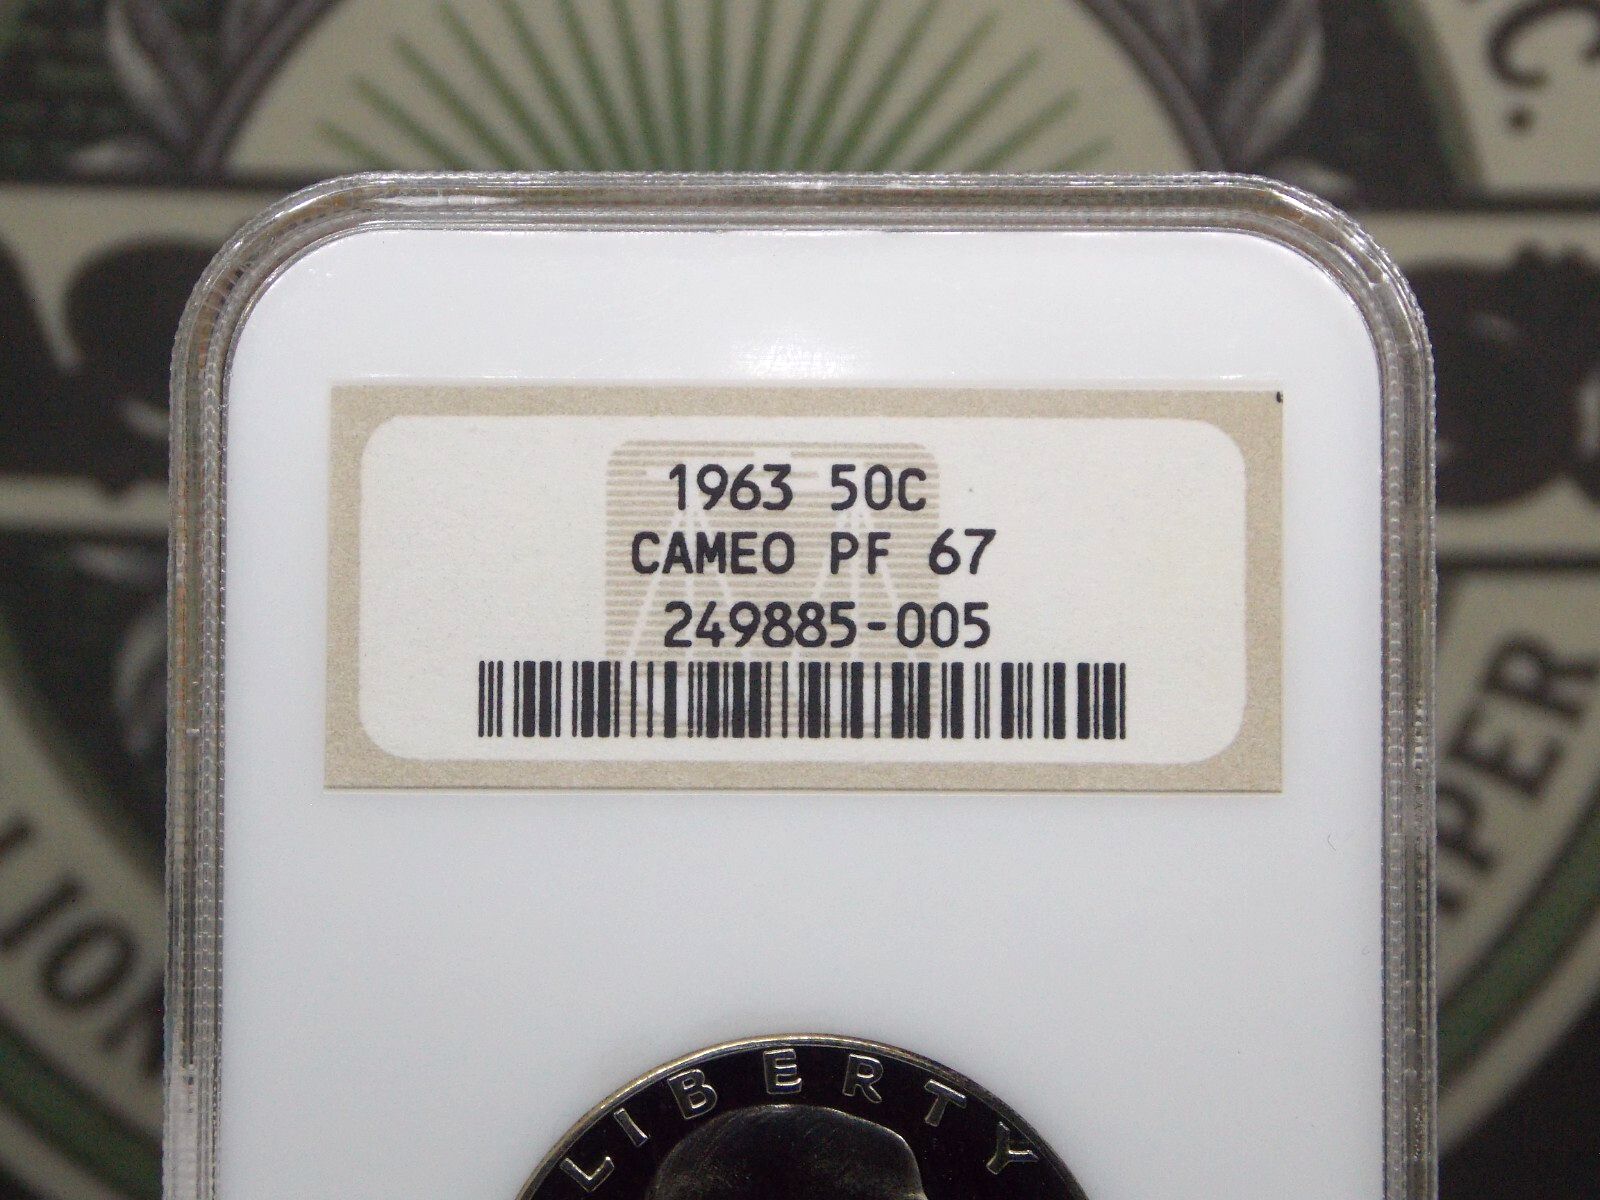 C.
1963 50C
CAMEO PF 67
249885-005
LIBERTY